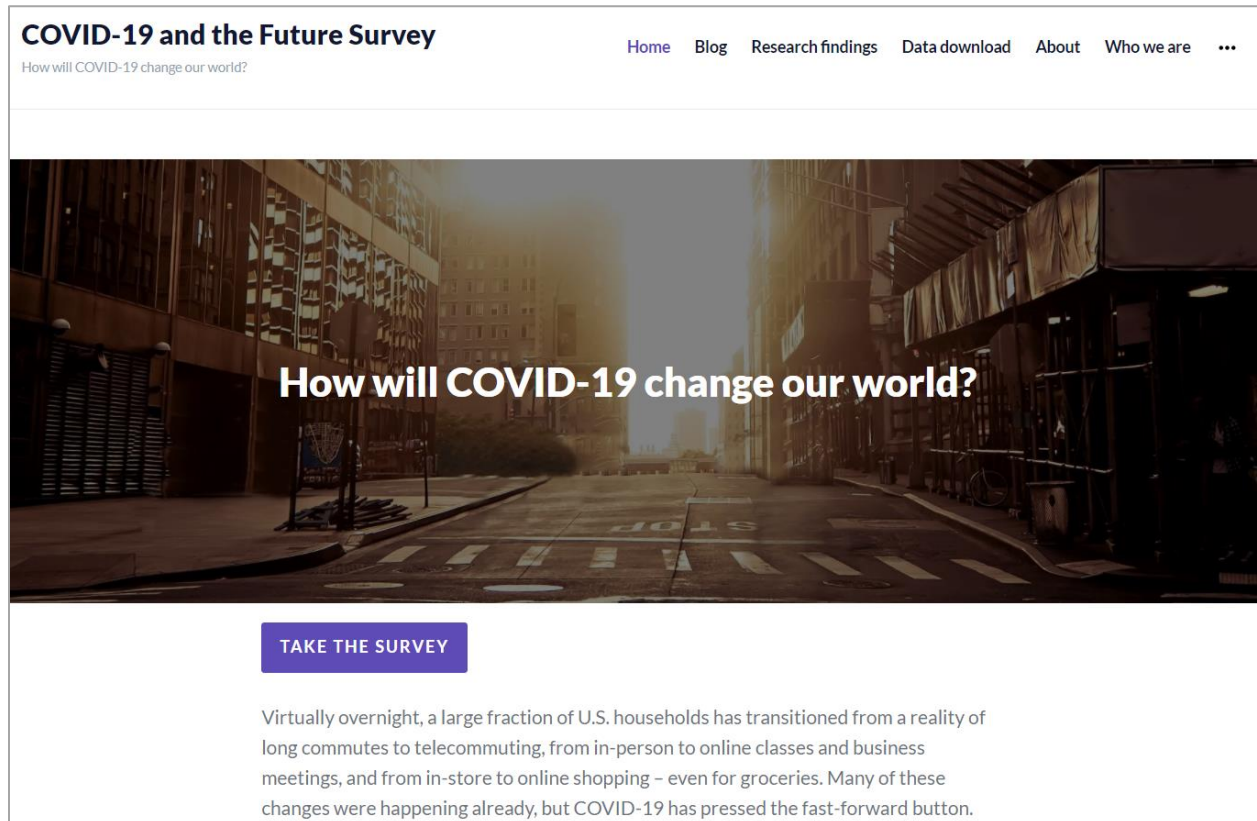 COVID-19 and the Future Survey
How will COVID-19 change our world?
Home Blog Research findings Data download About Who we are •••
How will COVID-19 change our world?
STOP
TAKE THE SURVEY
Virtually overnight, a large fraction of U.S. households has transitioned from a reality of
long commutes to telecommuting, from in-person to online classes and business
meetings, and from in-store to online shopping – even for groceries. Many of these
changes were happening already, but COVID-19 has pressed the fast-forward button.